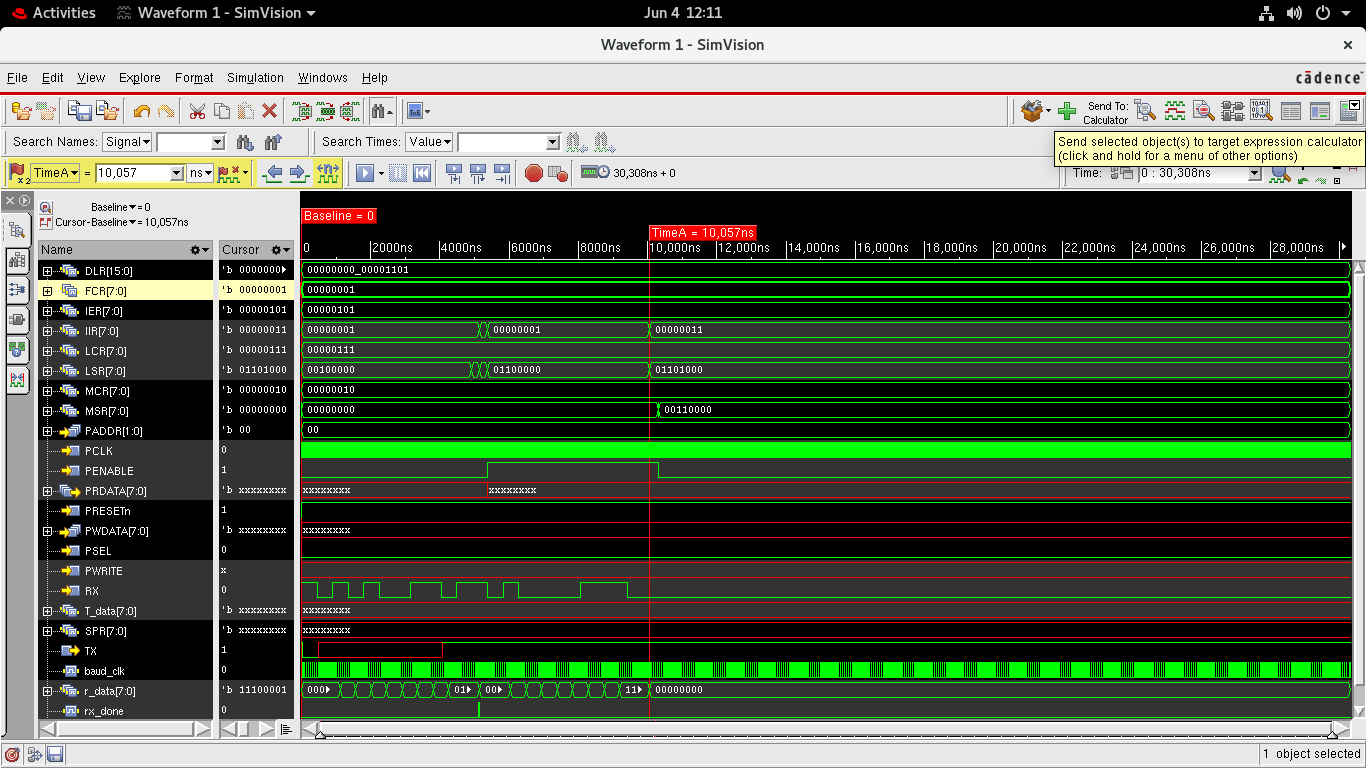 Activities Waveform 1 - SimVision Jun 4 12:11
Waveform 1 - SimVision
File Edit View Explore Format Simulation Windows Help cādence
Send To: Calculator
Search Names: Signal Search Times: Value
Send selected object(s) to target expression calculator
(click and hold for a menu of other options)
TimeA = 10,057 ns 30,308ns + 0 Time: 0 : 30,308ns
Baseline = 0
Cursor-Baseline = 10,057ns
Baseline = 0
TimeA = 10,057ns
Name Cursor 0 2000ns 4000ns 6000ns 8000ns 10,000ns 12,000ns 14,000ns 16,000ns 18,000ns 20,000ns 22,000ns 24,000ns 26,000ns 28,000ns
DLR[15:0] 'b 0000000 00000000_00001101
FCR[7:0] 'b 00000001 00000001
IER[7:0] 'b 00000101 00000101
IIR[7:0] 'b 00000011 00000001 00000001 00000011
LCR[7:0] 'b 00000111 00000111
LSR[7:0] 'b 01101000 00100000 01100000 01101000
MCR[7:0] 'b 00000010 00000010
MSR[7:0] 'b 00000000 00000000 00110000
PADDR[1:0] 'b 00 00
PCLK 0
PENABLE 1
PRDATA[7:0] 'b xxxxxxxx xxxxxxxx xxxxxxxx
PRESETn 1
PWDATA[7:0] 'b xxxxxxxx xxxxxxxx
PSEL 0
PWRITE x
RX 0
T_data[7:0] 'b xxxxxxxx xxxxxxxx
SPR[7:0] 'b xxxxxxxx xxxxxxxx
TX 1
baud_clk 0
r_data[7:0] 'b 11100001 000 01 00 11 00000000
rx_done 0
1 object selected